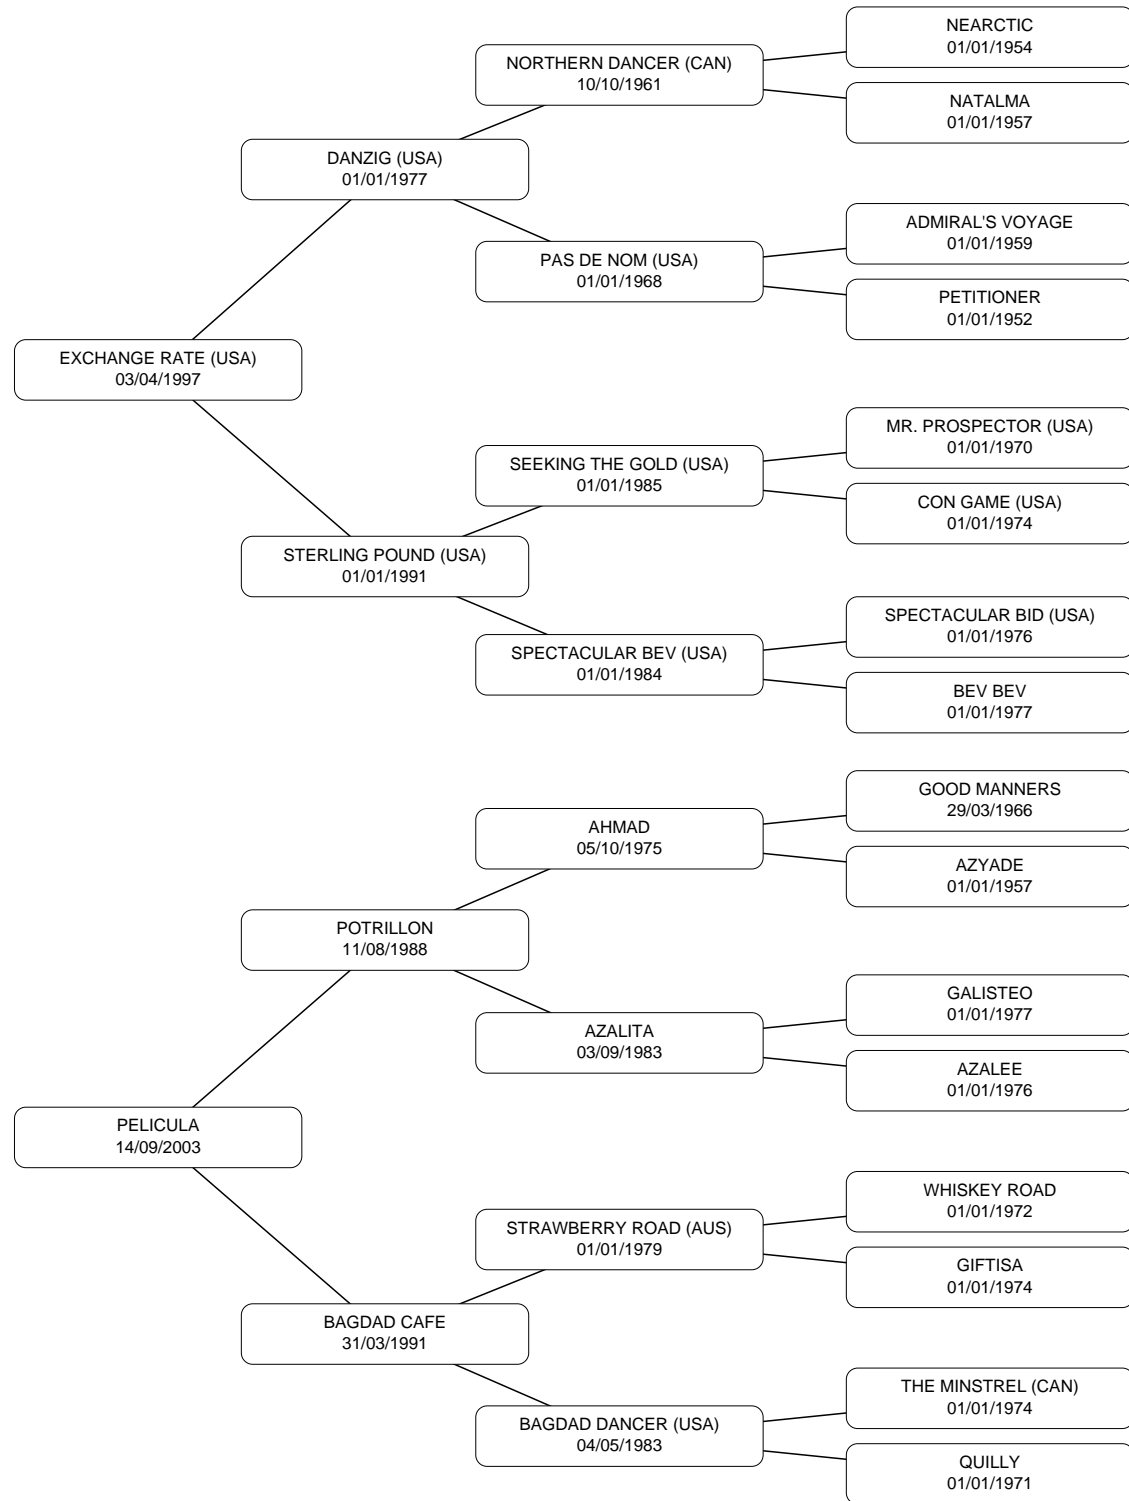 NEARCTIC
01/01/1954
NORTHERN DANCER (CAN)
10/10/1961
NATALMA
01/01/1957
DANZIG (USA)
01/01/1977
ADMIRAL'S VOYAGE
01/01/1959
PAS DE NOM (USA)
01/01/1968
PETITIONER
01/01/1952
EXCHANGE RATE (USA)
03/04/1997
MR. PROSPECTOR (USA)
01/01/1970
SEEKING THE GOLD (USA)
01/01/1985
CON GAME (USA)
01/01/1974
STERLING POUND (USA)
01/01/1991
SPECTACULAR BID (USA)
01/01/1976
SPECTACULAR BEV (USA)
01/01/1984
BEV BEV
01/01/1977
GOOD MANNERS
29/03/1966
AHMAD
05/10/1975
AZYADE
01/01/1957
POTRILLON
11/08/1988
GALISTEO
01/01/1977
AZALITA
03/09/1983
AZALEE
01/01/1976
PELICULA
14/09/2003
WHISKEY ROAD
01/01/1972
STRAWBERRY ROAD (AUS)
01/01/1979
GIFTISA
01/01/1974
BAGDAD CAFE
31/03/1991
THE MINSTREL (CAN)
01/01/1974
BAGDAD DANCER (USA)
04/05/1983
QUILLY
01/01/1971